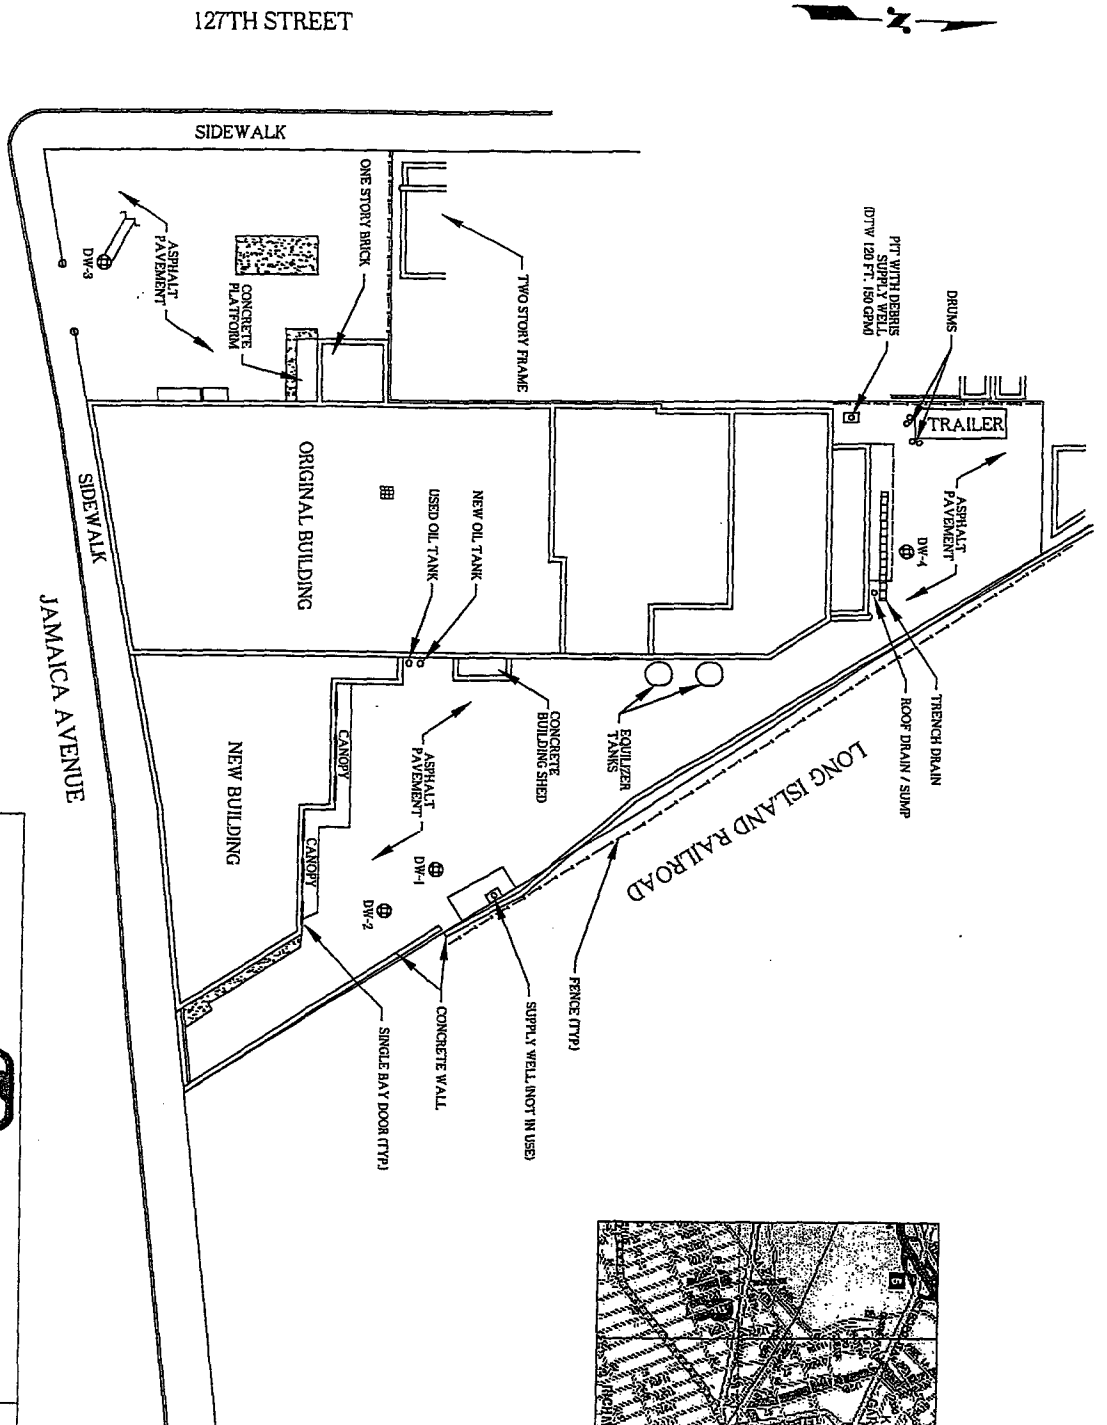 127TH STREET
N
SIDEWALK
ONE STORY BRICK
TWO STORY FRAME
PIT WITH DEBRIS
SUPPLY WELL
(DTW 120 FT. 150 GPM)
DRUMS
TRAILER
ASPHALT
PAVEMENT
DW-3
CONCRETE
PLATFORM
ASPHALT
PAVEMENT
DW-4
ORIGINAL BUILDING
USED OIL TANK
NEW OIL TANK
SIDEWALK
JAMAICA AVENUE
TRENCH DRAIN
ROOF DRAIN / SUMP
EQUILIZER
TANKS
CONCRETE
BUILDING SHED
LONG ISLAND RAILROAD
CANOPY
ASPHALT
PAVEMENT
NEW BUILDING
CANOPY
DW-1
DW-2
FENCE (TYP.)
SUPPLY WELL (NOT IN USE)
CONCRETE WALL
SINGLE BAY DOOR (TYP.)